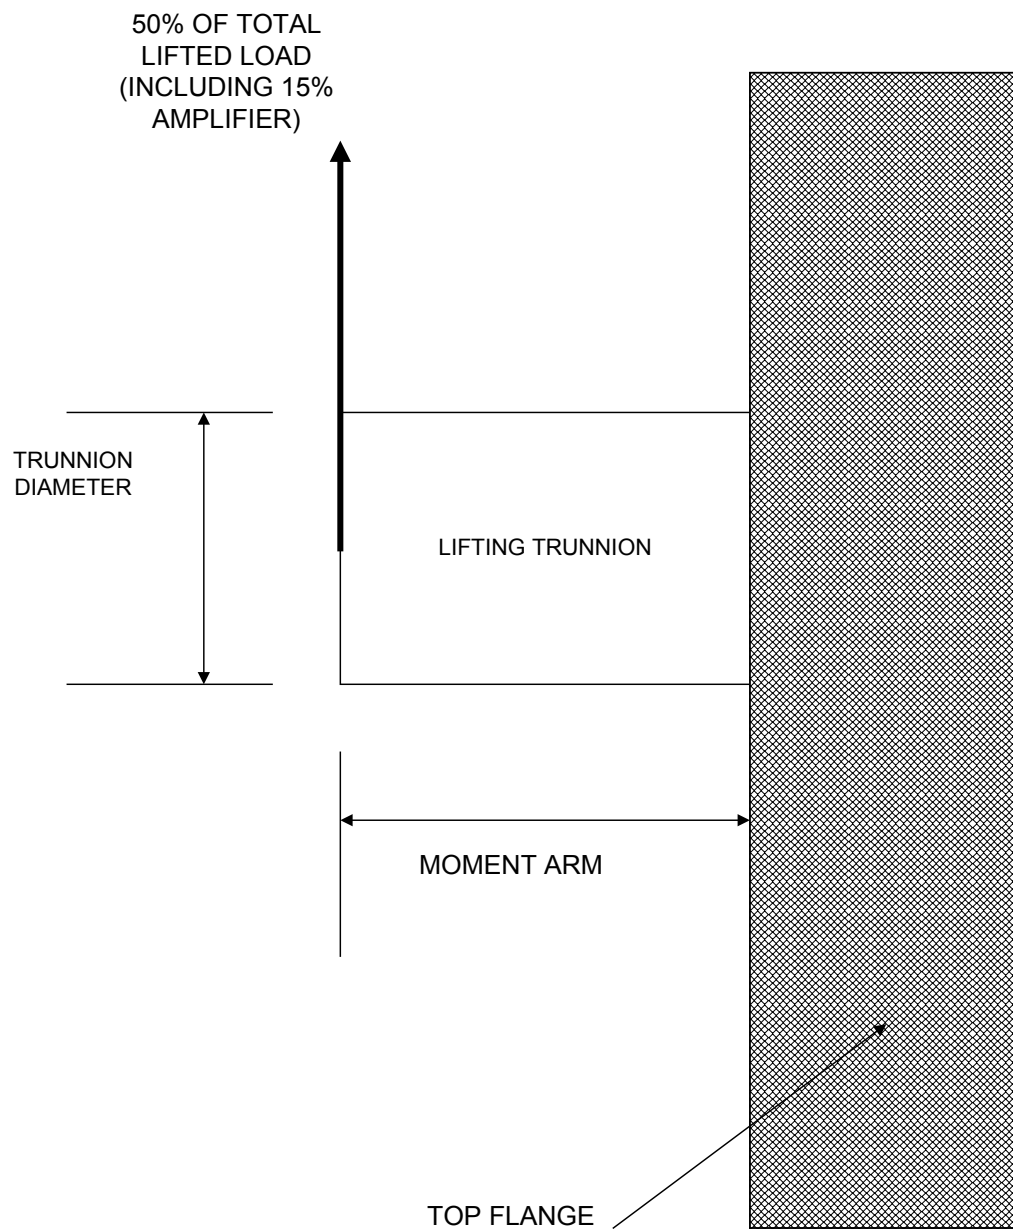 50% OF TOTAL
LIFTED LOAD
(INCLUDING 15%
AMPLIFIER)
TRUNNION
DIAMETER
LIFTING TRUNNION
MOMENT ARM
TOP FLANGE